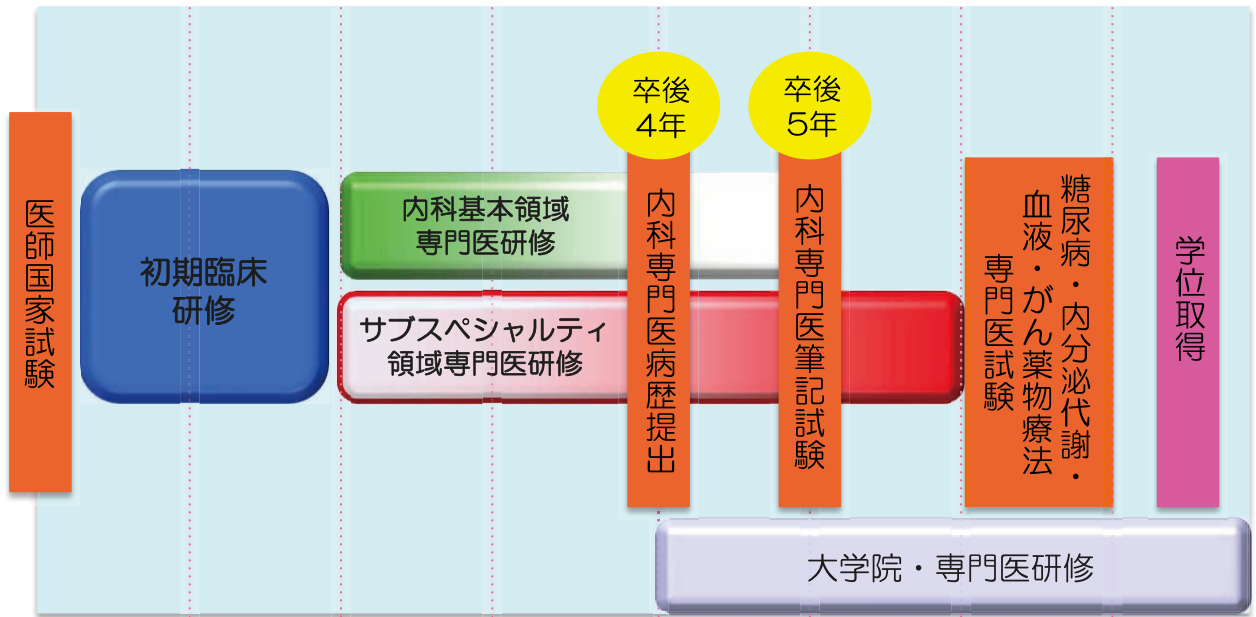 医師国家試験
初期臨床
研修
内科基本領域
専門医研修
サブスペシャルティ
領域専門医研修
卒後
4年
内科専門医病歴提出
卒後
5年
内科専門医筆記試験
糖尿病・内分泌代謝・
血液・がん薬物療法
専門医試験
学位取得
大学院・専門医研修